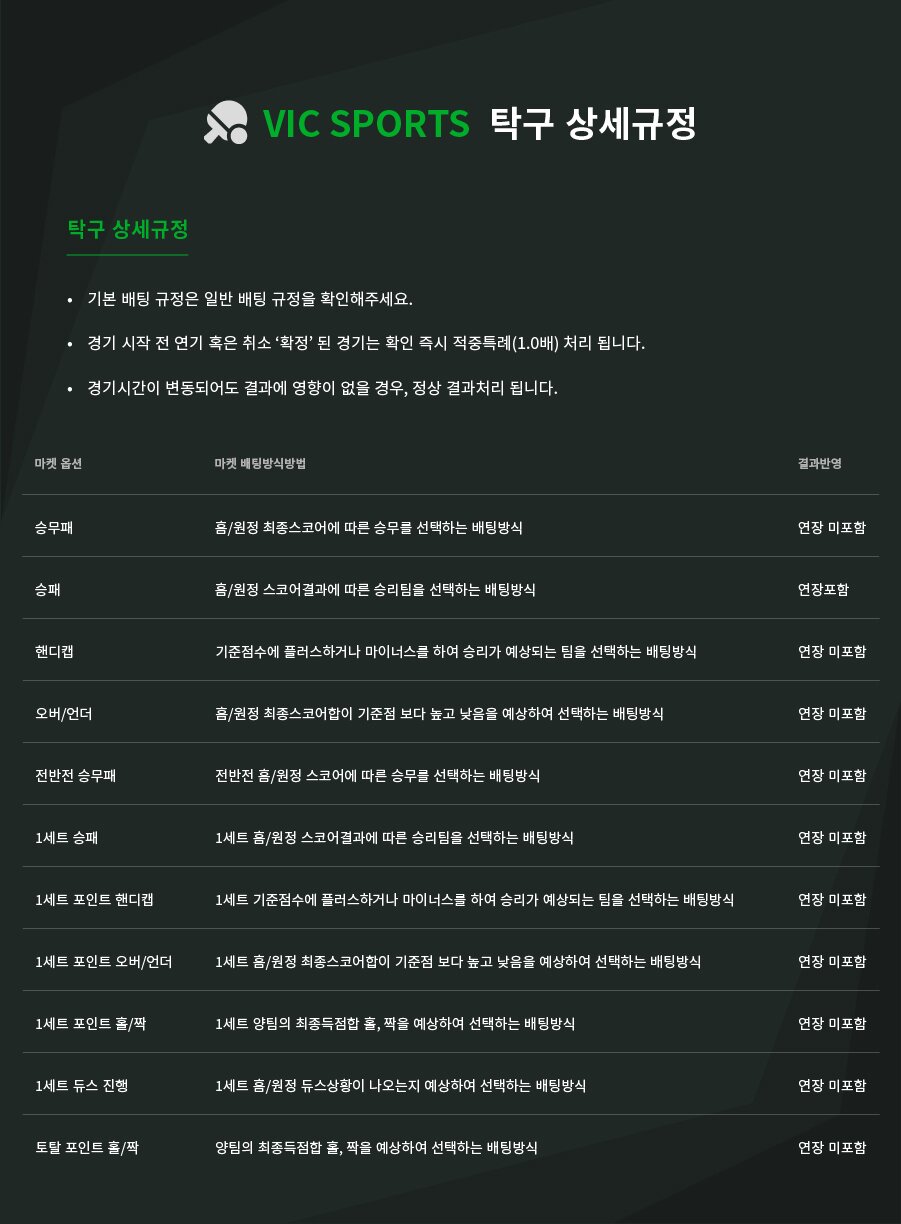 VIC SPORTS 탁구 상세규정
탁구 상세규정
• 기본 배팅 규정은 일반 배팅 규정을 확인해주세요.
• 경기 시작 전 연기 혹은 취소 ‘확정’ 된 경기는 확인 즉시 적중특례(1.0배) 처리 됩니다.
• 경기시간이 변동되어도 결과에 영향이 없을 경우, 정상 결과처리 됩니다.
마켓 옵션 마켓 배팅방식방법 결과반영
승무패 홈/원정 최종스코어에 따른 승무를 선택하는 배팅방식 연장 미포함
승패 홈/원정 스코어결과에 따른 승리팀을 선택하는 배팅방식 연장포함
핸디캡 기준점수에 플러스하거나 마이너스를 하여 승리가 예상되는 팀을 선택하는 배팅방식 연장 미포함
오버/언더 홈/원정 최종스코어합이 기준점 보다 높고 낮음을 예상하여 선택하는 배팅방식 연장 미포함
전반전 승무패 전반전 홈/원정 스코어에 따른 승무를 선택하는 배팅방식 연장 미포함
1세트 승패 1세트 홈/원정 스코어결과에 따른 승리팀을 선택하는 배팅방식 연장 미포함
1세트 포인트 핸디캡 1세트 기준점수에 플러스하거나 마이너스를 하여 승리가 예상되는 팀을 선택하는 배팅방식 연장 미포함
1세트 포인트 오버/언더 1세트 홈/원정 최종스코어합이 기준점 보다 높고 낮음을 예상하여 선택하는 배팅방식 연장 미포함
1세트 포인트 홀/짝 1세트 양팀의 최종득점합 홀, 짝을 예상하여 선택하는 배팅방식 연장 미포함
1세트 듀스 진행 1세트 홈/원정 듀스상황이 나오는지 예상하여 선택하는 배팅방식 연장 미포함
토탈 포인트 홀/짝 양팀의 최종득점합 홀, 짝을 예상하여 선택하는 배팅방식 연장 미포함